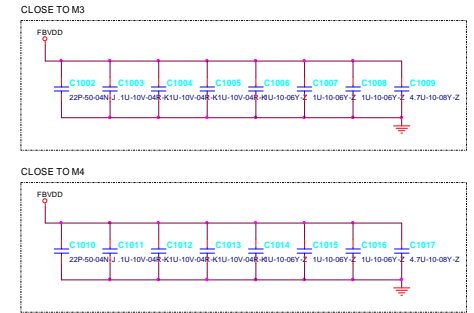 CLOSE TO M3
FBVDD
C1002 C1003 C1004 C1005 C1006 C1007 C1008 C1009
22P-50-04N-J .1U-10V-04R-K .1U-10V-04R-K .1U-10V-04R-K 1U-10-06Y-Z 1U-10-06Y-Z 1U-10-06Y-Z 4.7U-10-08Y-Z
CLOSE TO M4
FBVDD
C1010 C1011 C1012 C1013 C1014 C1015 C1016 C1017
22P-50-04N-J .1U-10V-04R-K .1U-10V-04R-K .1U-10V-04R-K 1U-10-06Y-Z 1U-10-06Y-Z 1U-10-06Y-Z 4.7U-10-08Y-Z